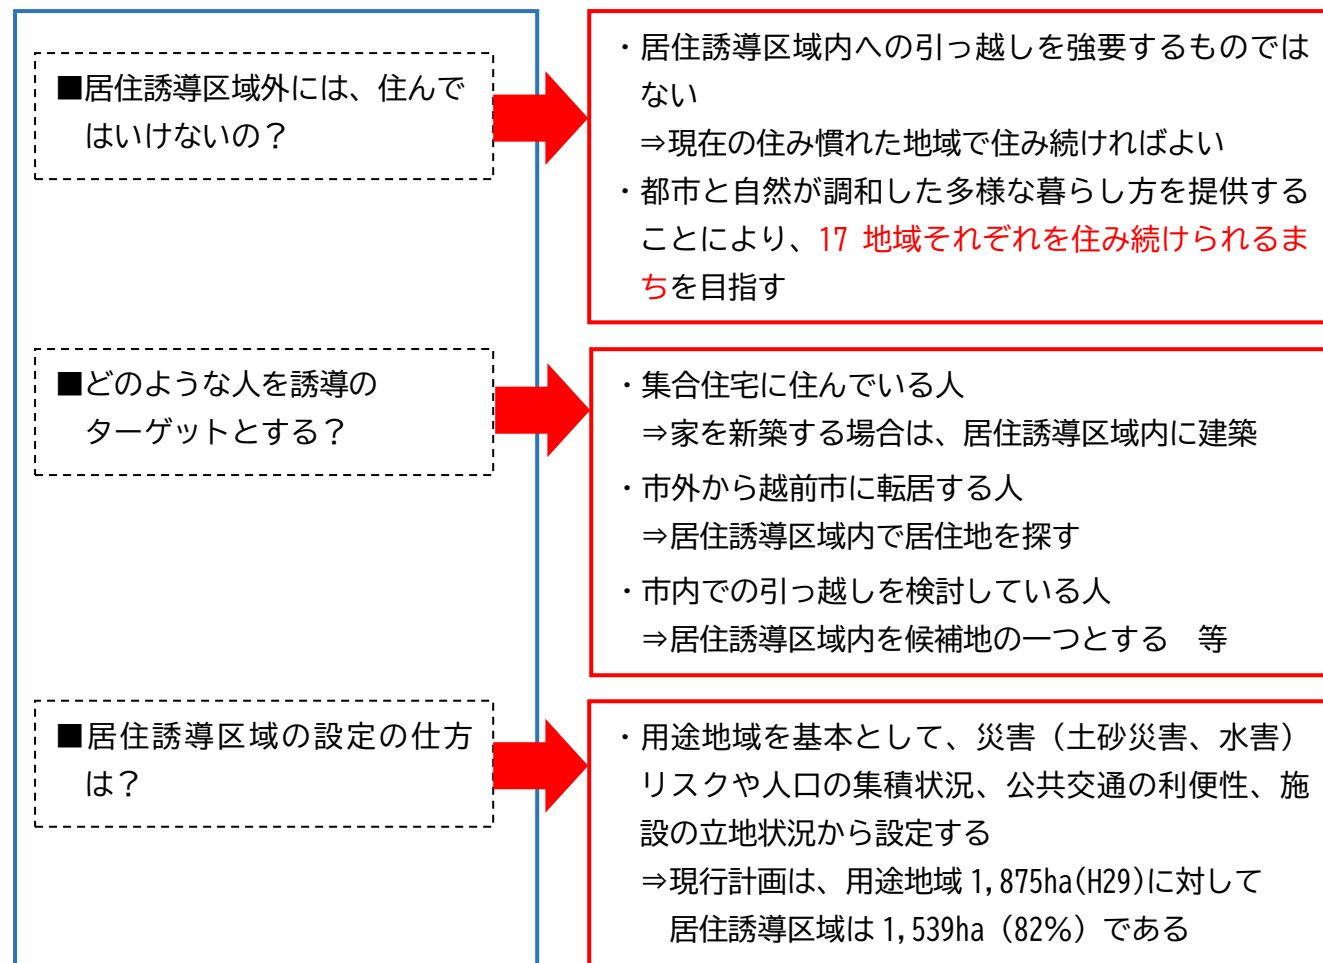 ■居住誘導区域外には、住んで
はいけないの？
・居住誘導区域内への引っ越しを強要するものでは
ない
⇒現在の住み慣れた地域で住み続ければよい
・都市と自然が調和した多様な暮らし方を提供する
ことにより、17 地域それぞれを住み続けられるま
ちを目指す
■どのような人を誘導の
ターゲットとする？
・集合住宅に住んでいる人
⇒家を新築する場合は、居住誘導区域内に建築
・市外から越前市に転居する人
⇒居住誘導区域内で居住地を探す
・市内での引っ越しを検討している人
⇒居住誘導区域内を候補地の一つとする　等
■居住誘導区域の設定の仕方
は？
・用途地域を基本として、災害（土砂災害、水害）
リスクや人口の集積状況、公共交通の利便性、施
設の立地状況から設定する
⇒現行計画は、用途地域 1,875ha(H29)に対して
居住誘導区域は 1,539ha（82％）である